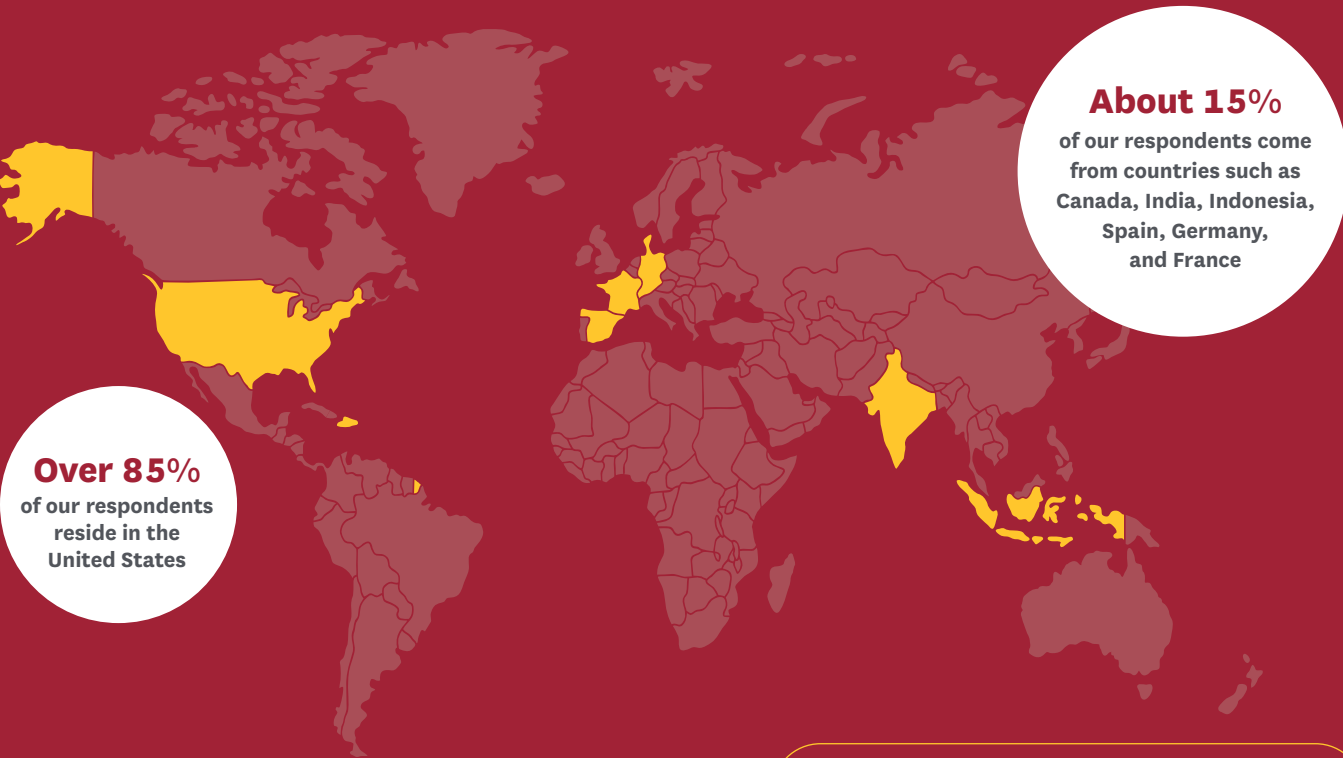 About 15%
of our respondents come
from countries such as
Canada, India, Indonesia,
Spain, Germany,
and France
Over 85%
of our respondents
reside in the
United States